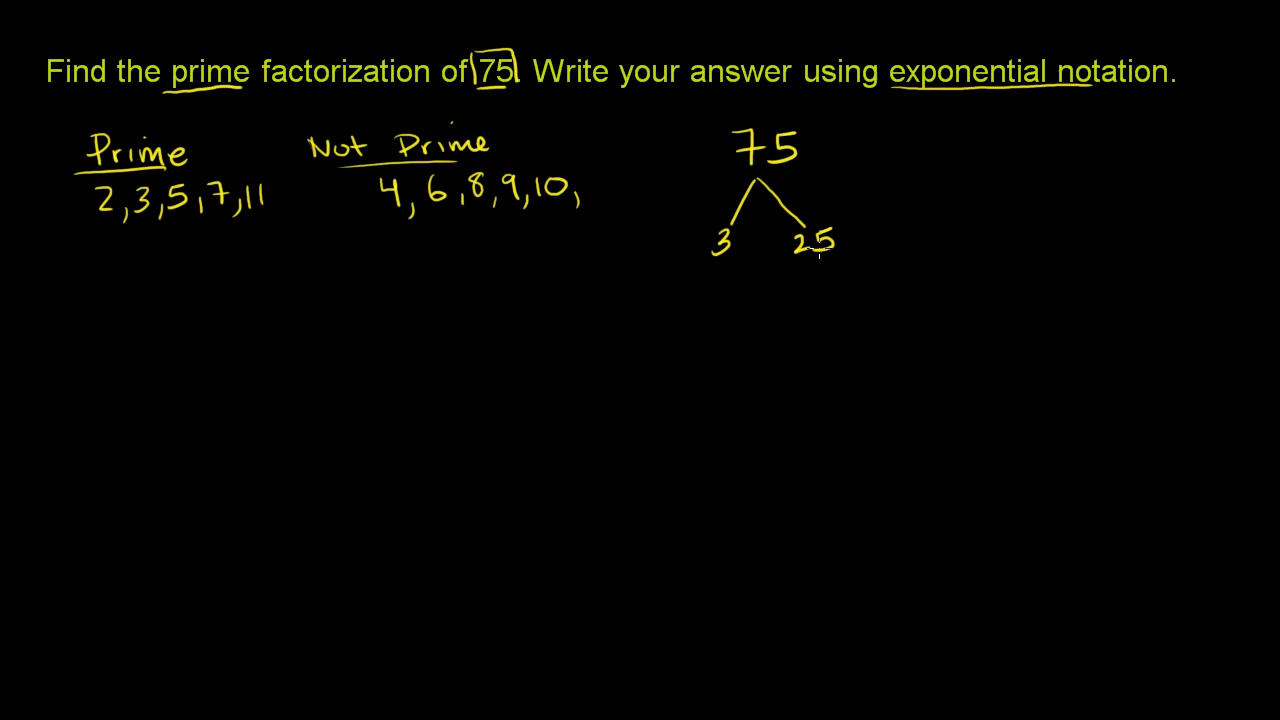 Find the prime factorization of 75. Write your answer using exponential notation.
Prime Not Prime 75
2,3,5,7,11 4,6,8,9,10,
3 25